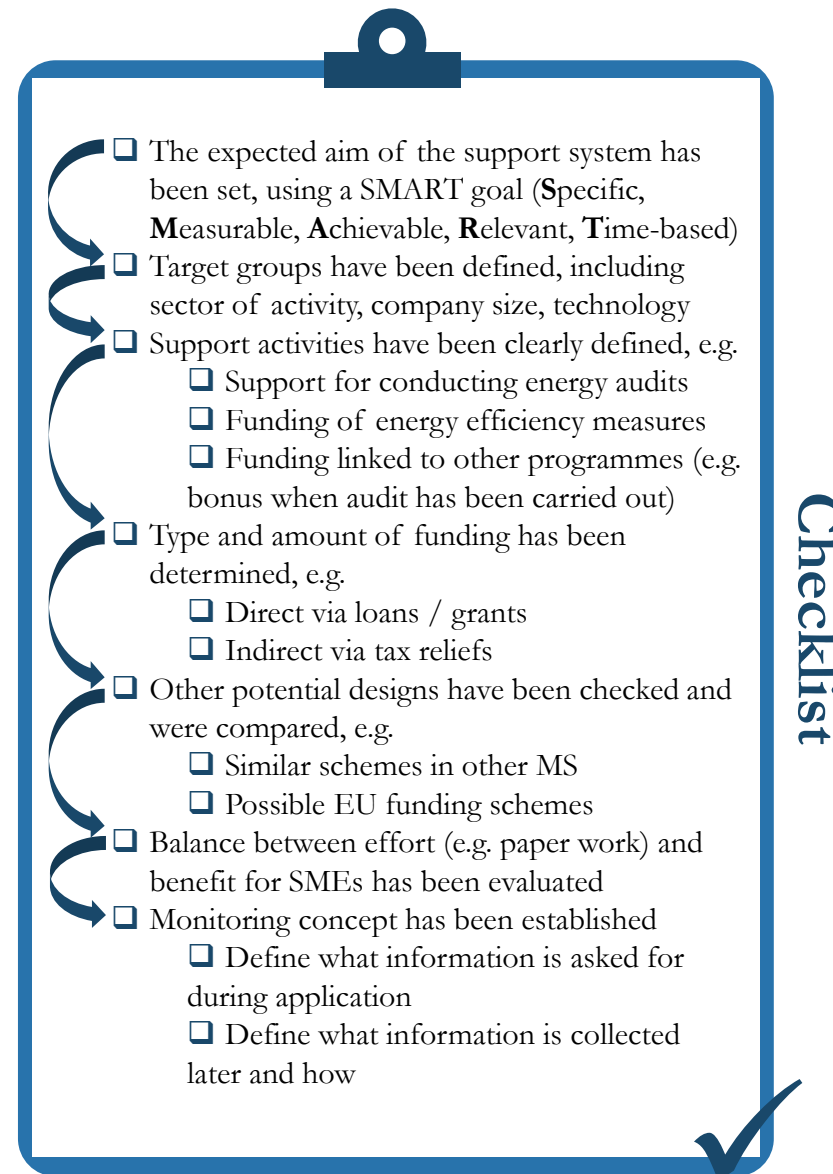 ❑ The expected aim of the support system has
been set, using a SMART goal (Specific,
Measurable, Achievable, Relevant, Time-based)
❑ Target groups have been defined, including
sector of activity, company size, technology
❑ Support activities have been clearly defined, e.g.
❑ Support for conducting energy audits
❑ Funding of energy efficiency measures
❑ Funding linked to other programmes (e.g.
bonus when audit has been carried out)
❑ Type and amount of funding has been
determined, e.g.
❑ Direct via loans / grants
❑ Indirect via tax reliefs
❑ Other potential designs have been checked and
were compared, e.g.
❑ Similar schemes in other MS
❑ Possible EU funding schemes
❑ Balance between effort (e.g. paper work) and
benefit for SMEs has been evaluated
❑ Monitoring concept has been established
❑ Define what information is asked for
during application
❑ Define what information is collected
later and how
Checklist